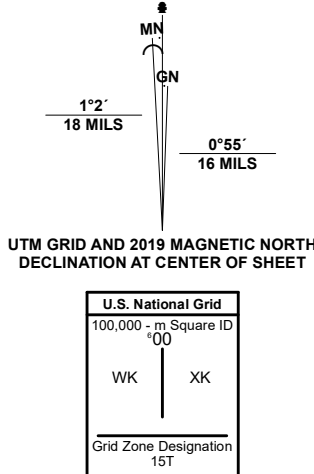 MN
GN
1°2´
18 MILS
0°55´
16 MILS
UTM GRID AND 2019 MAGNETIC NORTH
DECLINATION AT CENTER OF SHEET
U.S. National Grid
100,000 - m Square ID
⁶00
WK XK
Grid Zone Designation
15T